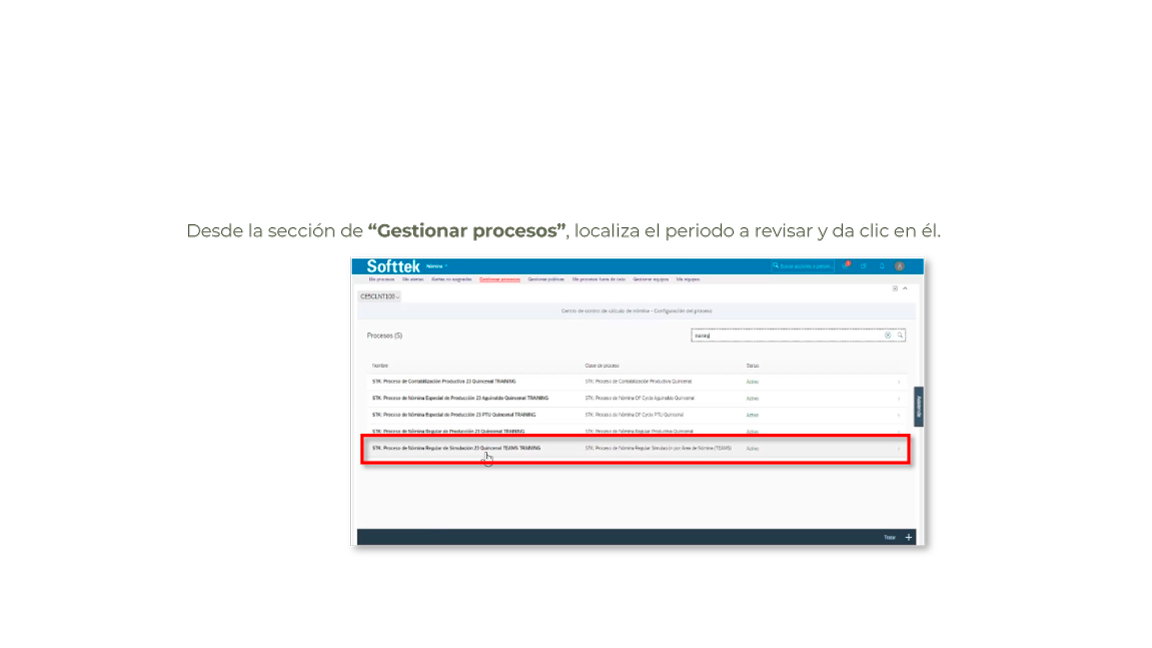 Desde la sección de “Gestionar procesos”, localiza el periodo a revisar y da clic en él.
Softtek Nómina
Mis procesos Mis alertas Alertas no asignadas Gestionar procesos Gestionar políticas Mis procesos fuera de ciclo Gestionar equipos Mis equipos
Centro de control de cálculo de nómina - Configuración del proceso
Procesos (5)
Nombre Clase de proceso Status
STK: Proceso de Contabilización Productiva 23 Quincenal TRAINING STK: Proceso de Contabilización Productiva Quincenal Activo
STK: Proceso de Nómina Especial de Producción 23 Aguinaldo Quincenal TRAINING STK: Proceso de Nómina Off Cycle Aguinaldo Quincenal Activo
STK: Proceso de Nómina Especial de Producción 23 PTU Quincenal TRAINING STK: Proceso de Nómina Off Cycle PTU Quincenal Activo
STK: Proceso de Nómina Regular de Producción 23 Quincenal TRAINING STK: Proceso de Nómina Regular Productiva Quincenal Activo
STK: Proceso de Nómina Regular de Simulación 23 Quincenal TEAMS TRAINING STK: Proceso de Nómina Regular Simulación por Área de Nómina (TEAMS) Activo